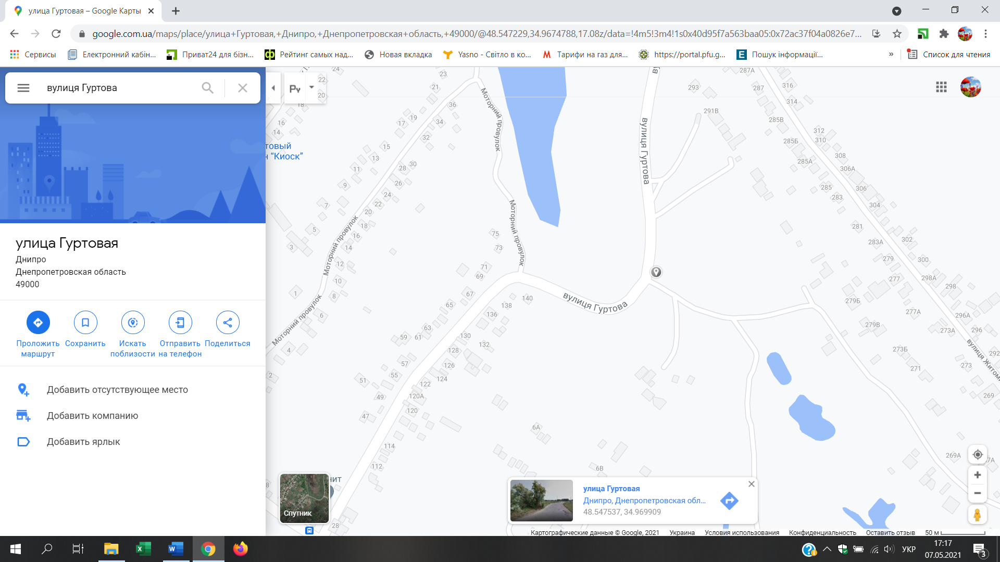 улица Гуртовая – Google Карты
google.com.ua/maps/place/улица+Гуртовая,+Днипро,+Днепропетровская+область,+49000/@48.547229,34.9674788,17.08z/data=!4m5!3m4!1s0x40d95f7a563baa05:0x72ac37f04a0826e7...
Сервисы
Електронний кабін...
Приват24 для бізн...
Рейтинг самых над...
Новая вкладка
Yasno - Світло в ко...
Тарифи на газ для...
https://portal.pfu.g...
Пошук інформації...
»
Список для чтения
вулиця Гуртова
улица Гуртовая
Днипро
Днепропетровская область
49000
Проложить маршрут
Сохранить
Искать поблизости
Отправить на телефон
Поделиться
Добавить отсутствующее место
Добавить компанию
Добавить ярлык
товый
н “Киоск”
Моторний провулок
Моторний провулок
Моторний провулок
Моторний провулок
Моторний провулок
вулиця Гуртова
вулиця Гуртова
вулиця Житом
24
22
20
18
16
14
23
21
19
17
15
13
11
9
7
5
3
1
36
34
32
30
28
26
24
22
20
18
16
14
12
10
8
6
4
2
75
73
71
69
67
65
63
61
59
57
55
51
49
47
140
138
136
132
130
128
126
124
122
120А
120
114
112
28
8
6А
6В
293
291В
287А
287
316
314
285В
285Б
285А
312
310
308
306А
306
304
302
300
298А
298
296А
296
292
285
283
281
283А
279
277
279Б
277А
279В
273А
273Б
273
271
269
269А
7А
нит
Спутник
улица Гуртовая
Днипро, Днепропетровская обл...
48.547537, 34.969909
Картографические данные © Google, 2021
Украина
Условия использования
Конфиденциальность
Оставить отзыв
50 м
УКР
17:17
07.05.2021
3